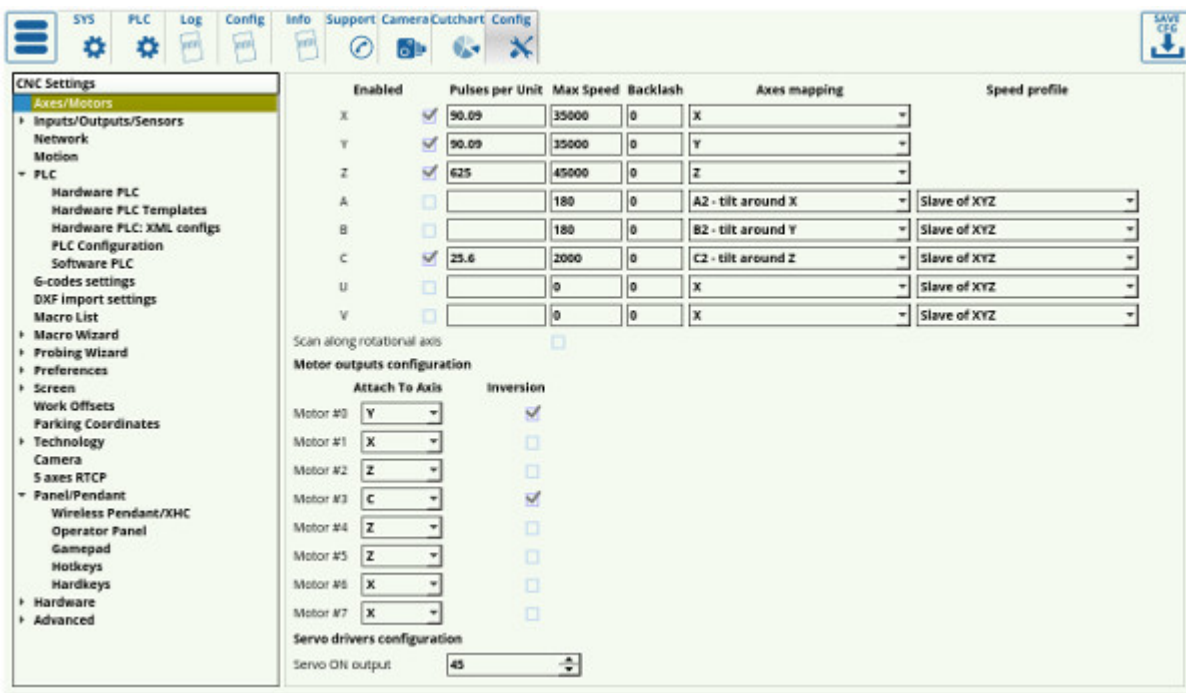 SYS PLC Log Config Info Support Camera Cutchart Config SAVE CFG
CNC Settings
Axes/Motors
Inputs/Outputs/Sensors
Network
Motion
PLC
Hardware PLC
Hardware PLC Templates
Hardware PLC: XML configs
PLC Configuration
Software PLC
G-codes settings
DXF import settings
Macro List
Macro Wizard
Probing Wizard
Preferences
Screen
Work Offsets
Parking Coordinates
Technology
Camera
5 axes RTCP
Panel/Pendant
Wireless Pendant/XHC
Operator Panel
Gamepad
Hotkeys
Hardkeys
Hardware
Advanced
Enabled Pulses per Unit Max Speed Backlash Axes mapping Speed profile
X 90.09 35000 0 X
Y 90.09 35000 0 Y
Z 625 45000 0 Z
A 180 0 A2 - tilt around X Slave of XYZ
B 180 0 B2 - tilt around Y Slave of XYZ
C 25.6 2000 0 C2 - tilt around Z Slave of XYZ
U 0 0 X Slave of XYZ
V 0 0 X Slave of XYZ
Scan along rotational axis
Motor outputs configuration
Attach To Axis Inversion
Motor #0 Y
Motor #1 X
Motor #2 Z
Motor #3 C
Motor #4 Z
Motor #5 Z
Motor #6 X
Motor #7 X
Servo drivers configuration
Servo ON output 45